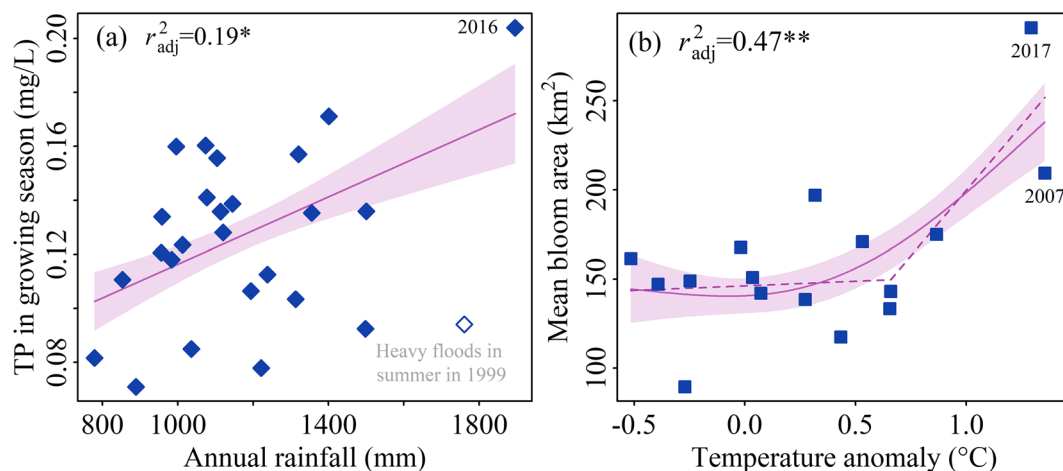 (a) r²adj=0.19*
2016
TP in growing season (mg/L)
0.20
0.16
0.12
0.08
Heavy floods in
summer in 1999
800 1000 1400 1800
Annual rainfall (mm)
(b) r²adj=0.47**
2017
Mean bloom area (km²)
250
200
150
100
2007
-0.5 0.0 0.5 1.0
Temperature anomaly (°C)